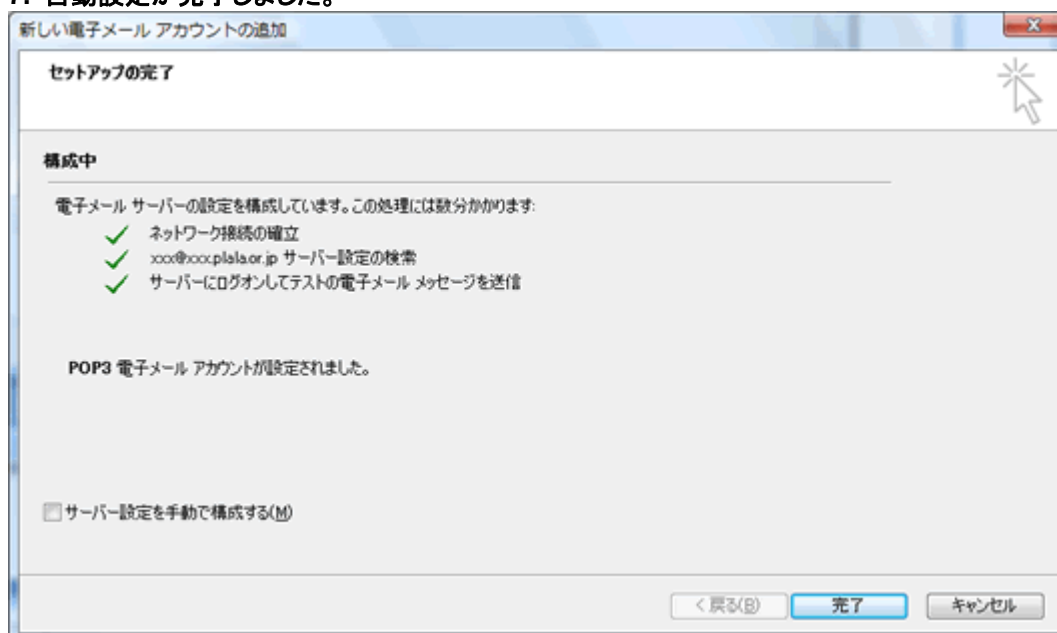 7. 自動設定が完了しました。
新しい電子メール アカウントの追加
セットアップの完了
構成中
電子メール サーバーの設定を構成しています。この処理には数分かかります:
ネットワーク接続の確立
xxx@xxx.plala.or.jp サーバー設定の検索
サーバーにログオンしてテストの電子メール メッセージを送信
POP3 電子メール アカウントが設定されました。
サーバー設定を手動で構成する(M)
< 戻る(B) 完了 キャンセル